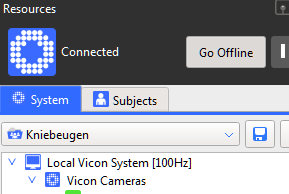 Resources
Connected
Go Offline
System
Subjects
Kniebeugen
Local Vicon System [100Hz]
Vicon Cameras